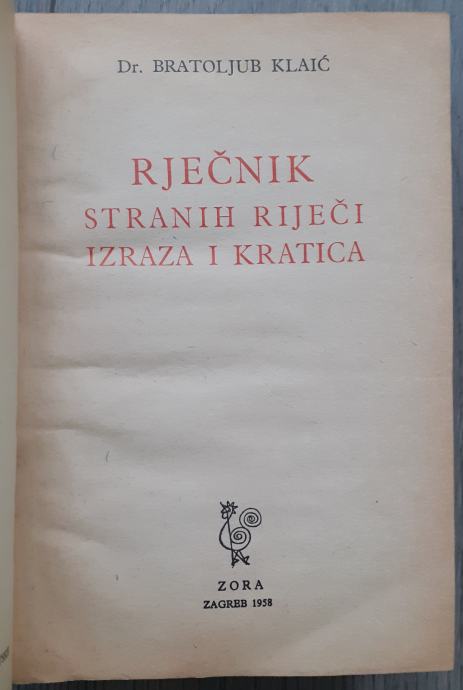 Dr. BRATOLJUB KLAIĆ
RJEČNIK
STRANIH RIJEČI
IZRAZA I KRATICA
ZORA
ZAGREB 1958